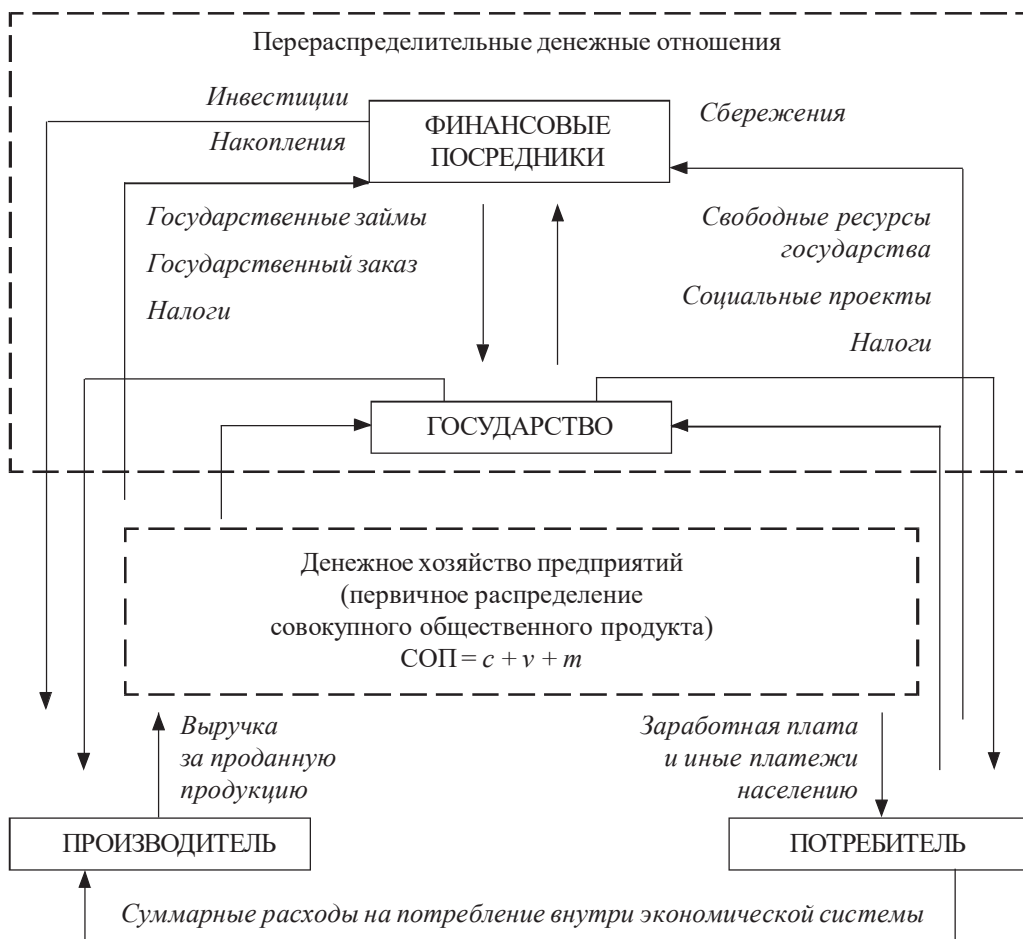 Перераспределительные денежные отношения
Инвестиции
Накопления
ФИНАНСОВЫЕ
ПОСРЕДНИКИ
Сбережения
Государственные займы
Государственный заказ
Налоги
Свободные ресурсы
государства
Социальные проекты
Налоги
ГОСУДАРСТВО
Денежное хозяйство предприятий
(первичное распределение
совокупного общественного продукта)
СОП = c + v + m
Выручка
за проданную
продукцию
Заработная плата
и иные платежи
населению
ПРОИЗВОДИТЕЛЬ
ПОТРЕБИТЕЛЬ
Суммарные расходы на потребление внутри экономической системы